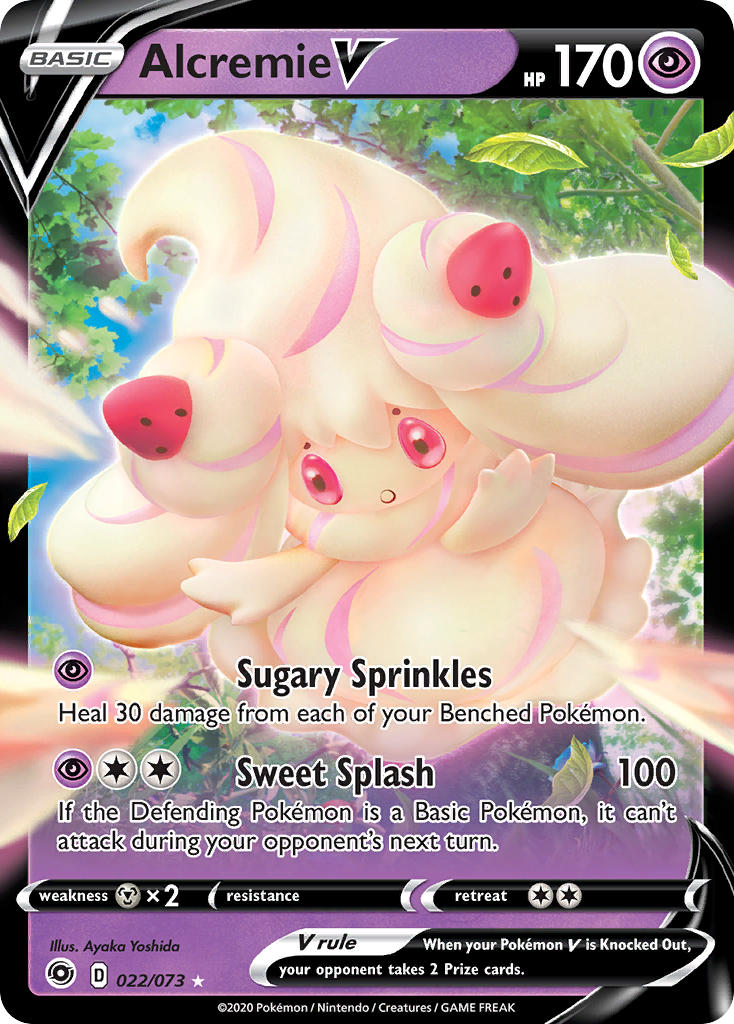 BASIC Alcremie V HP 170
Sugary Sprinkles
Heal 30 damage from each of your Benched Pokémon.
Sweet Splash 100
If the Defending Pokémon is a Basic Pokémon, it can't
attack during your opponent's next turn.
weakness ×2 resistance retreat
Illus. Ayaka Yoshida
V rule When your Pokémon V is Knocked Out,
your opponent takes 2 Prize cards.
D 022/073
©2020 Pokémon / Nintendo / Creatures / GAME FREAK